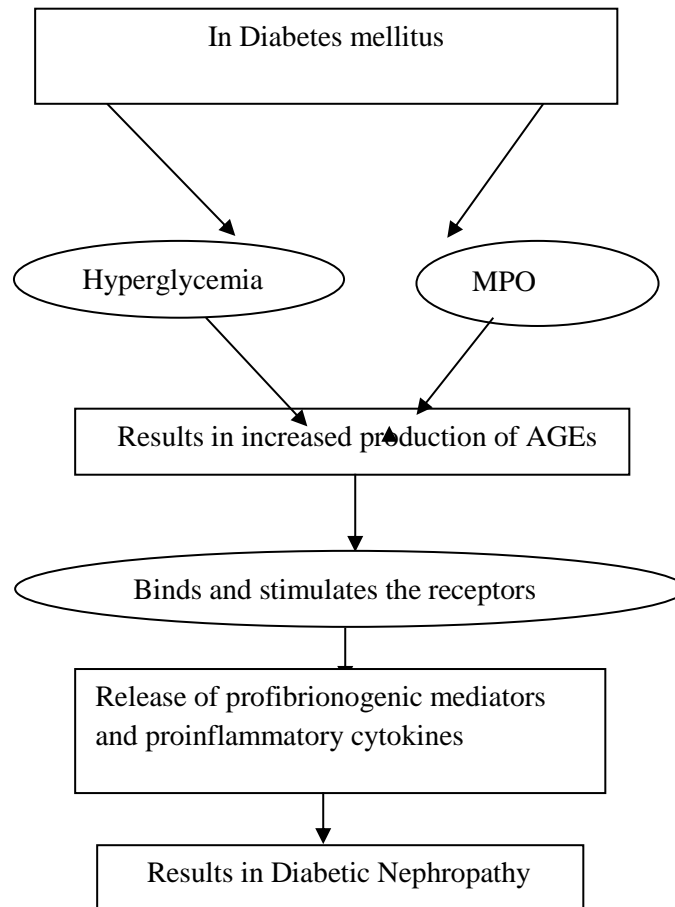 In Diabetes mellitus
Hyperglycemia
MPO
Results in increased production of AGEs
Binds and stimulates the receptors
Release of profibrionogenic mediators
and proinflammatory cytokines
Results in Diabetic Nephropathy